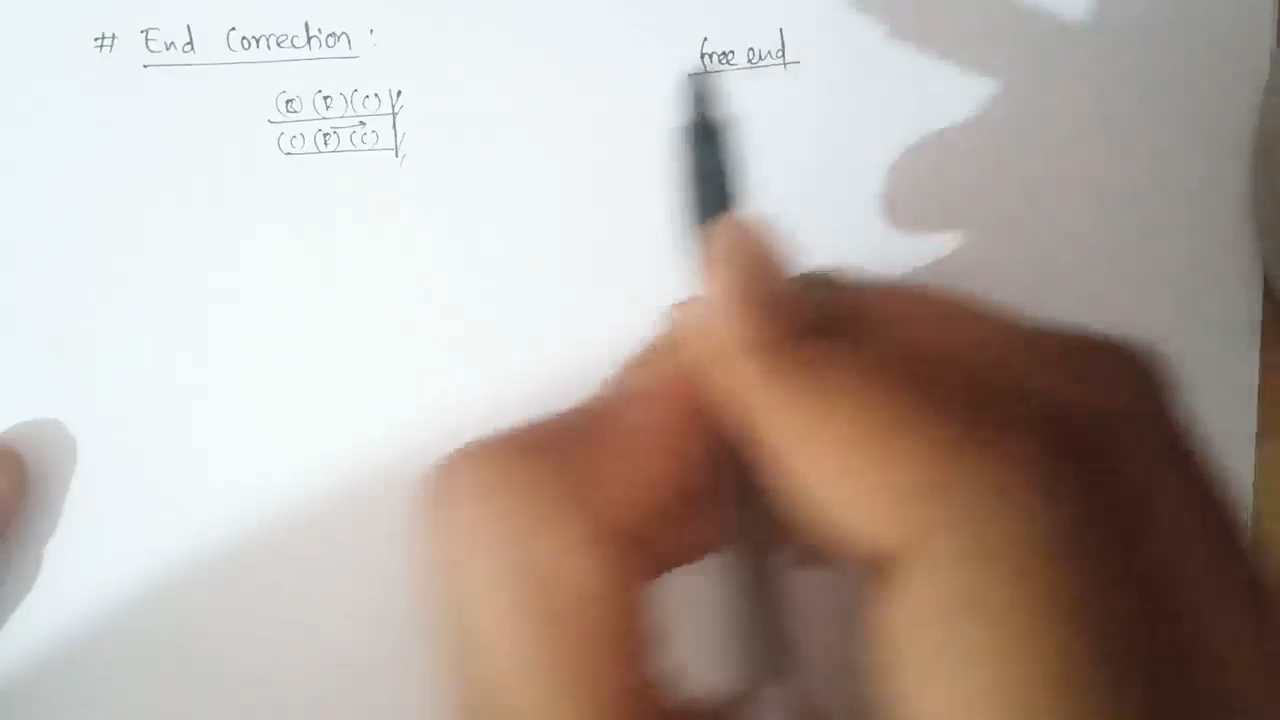 # End Correction :
free end
(C) (R) (C)
(C) (R) (C)